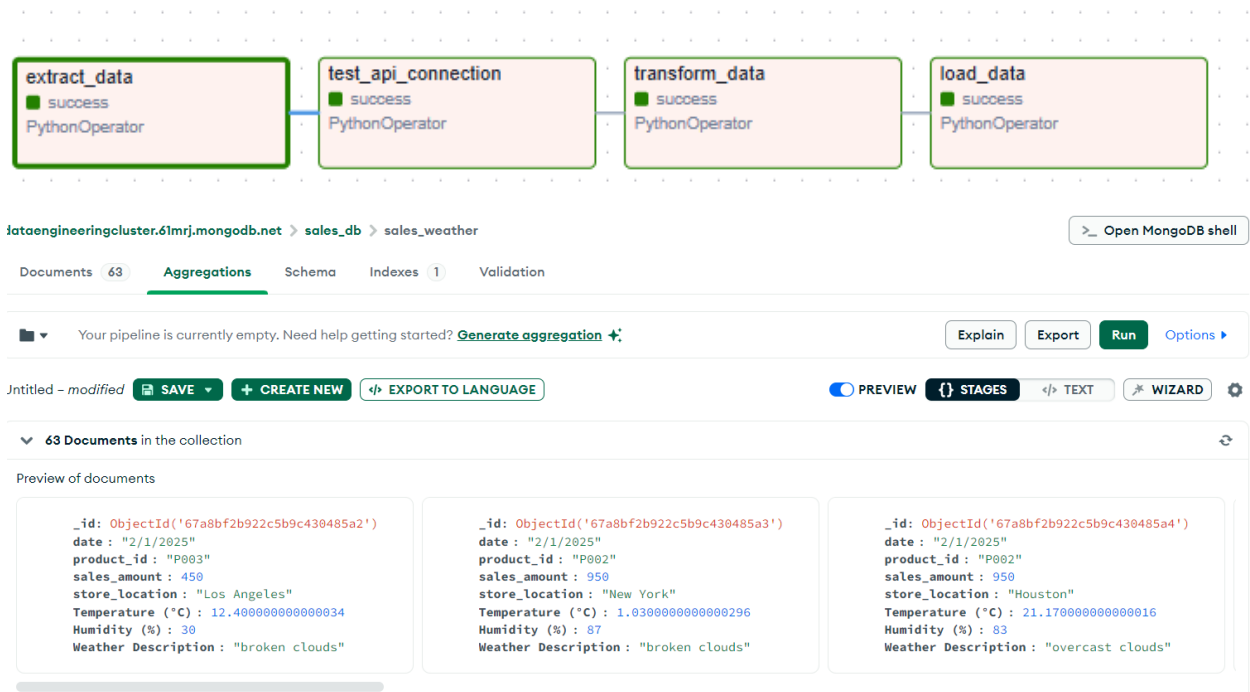 extract_data
success
PythonOperator
test_api_connection
success
PythonOperator
transform_data
success
PythonOperator
load_data
success
PythonOperator
dataengineeringcluster.61mrj.mongodb.net > sales_db > sales_weather
>_ Open MongoDB shell
Documents 63 Aggregations Schema Indexes 1 Validation
Your pipeline is currently empty. Need help getting started? Generate aggregation
Explain Export Run Options
Untitled – modified SAVE + CREATE NEW </> EXPORT TO LANGUAGE
PREVIEW {} STAGES </> TEXT WIZARD
63 Documents in the collection
Preview of documents
_id: ObjectId('67a8bf2b922c5b9c430485a2')
date : "2/1/2025"
product_id : "P003"
sales_amount : 450
store_location : "Los Angeles"
Temperature (°C) : 12.400000000000034
Humidity (%) : 30
Weather Description : "broken clouds"
_id: ObjectId('67a8bf2b922c5b9c430485a3')
date : "2/1/2025"
product_id : "P002"
sales_amount : 950
store_location : "New York"
Temperature (°C) : 1.0300000000000296
Humidity (%) : 87
Weather Description : "broken clouds"
_id: ObjectId('67a8bf2b922c5b9c430485a4')
date : "2/1/2025"
product_id : "P002"
sales_amount : 950
store_location : "Houston"
Temperature (°C) : 21.170000000000016
Humidity (%) : 83
Weather Description : "overcast clouds"